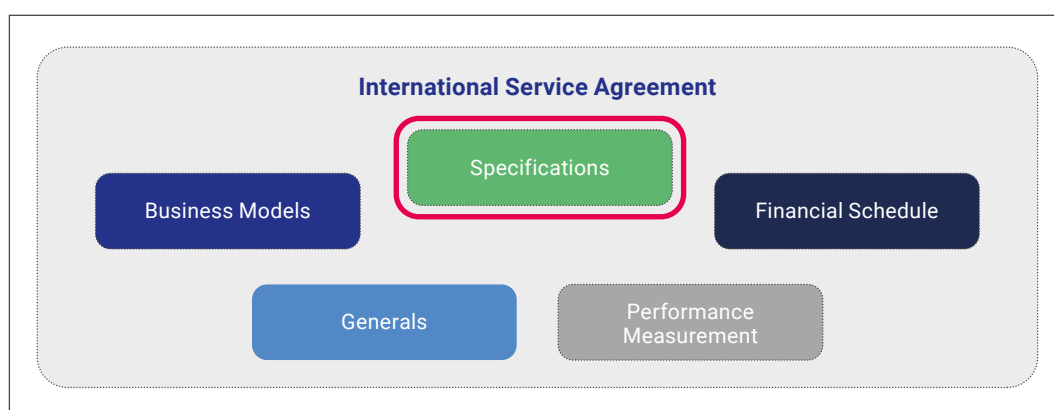 International Service Agreement
Specifications
Business Models
Financial Schedule
Generals
Performance
Measurement